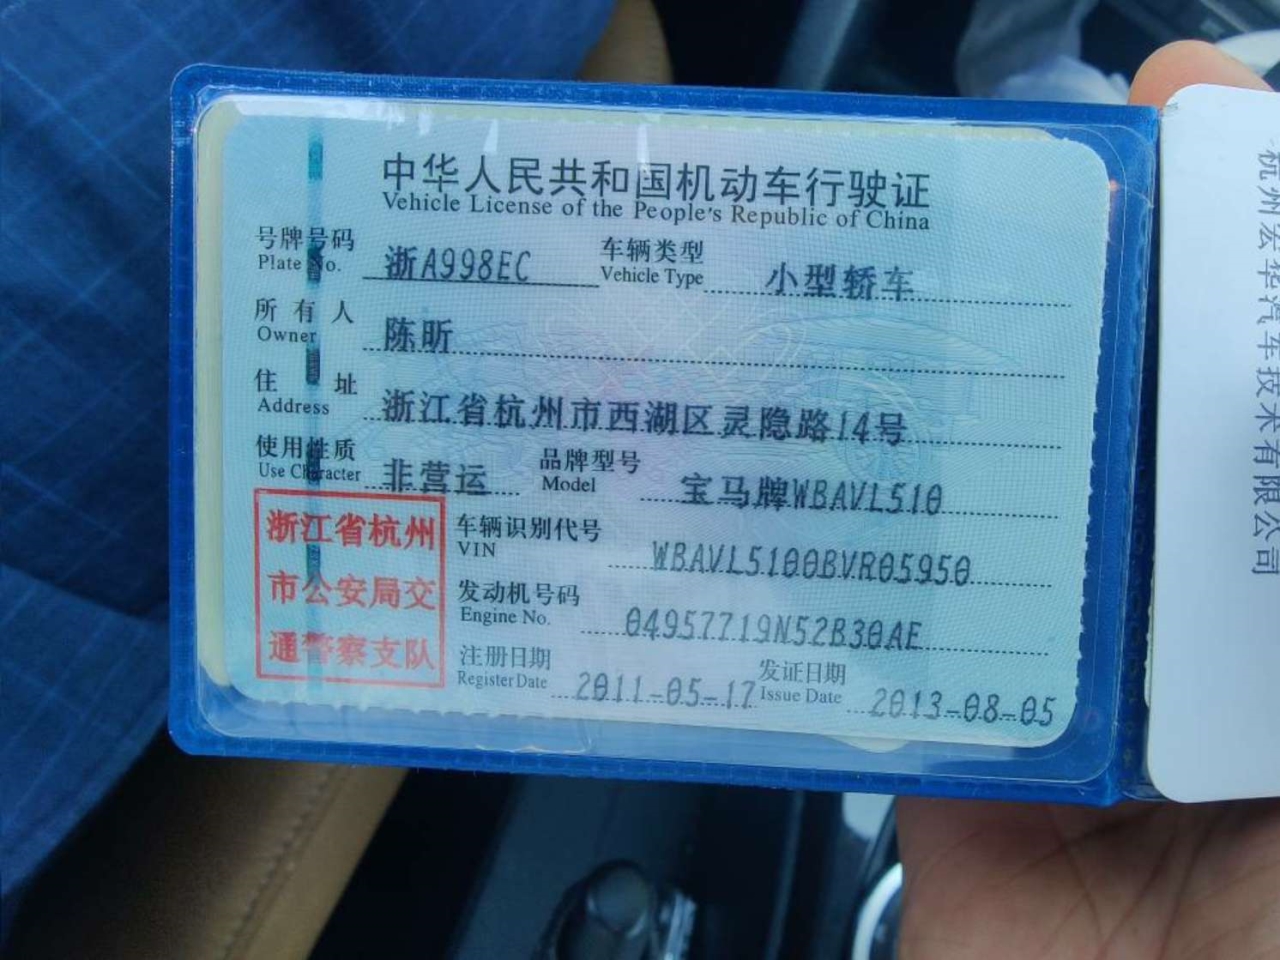 中华人民共和国机动车行驶证
Vehicle License of the People's Republic of China
号牌号码 浙A998EC 车辆类型 小型轿车
Plate No. Vehicle Type
所有人 陈昕
Owner
住址 浙江省杭州市西湖区灵隐路14号
Address
使用性质 非营运 品牌型号 宝马牌WBAVL510
Use Character Model
浙江省杭州
市公安局交
通警察支队
车辆识别代号 WBAVL5100BVR05950
VIN
发动机号码 04957719N52B30AE
Engine No.
注册日期 2011-05-17 发证日期 2013-08-05
Register Date Issue Date
杭州宏华汽车技术有限公司